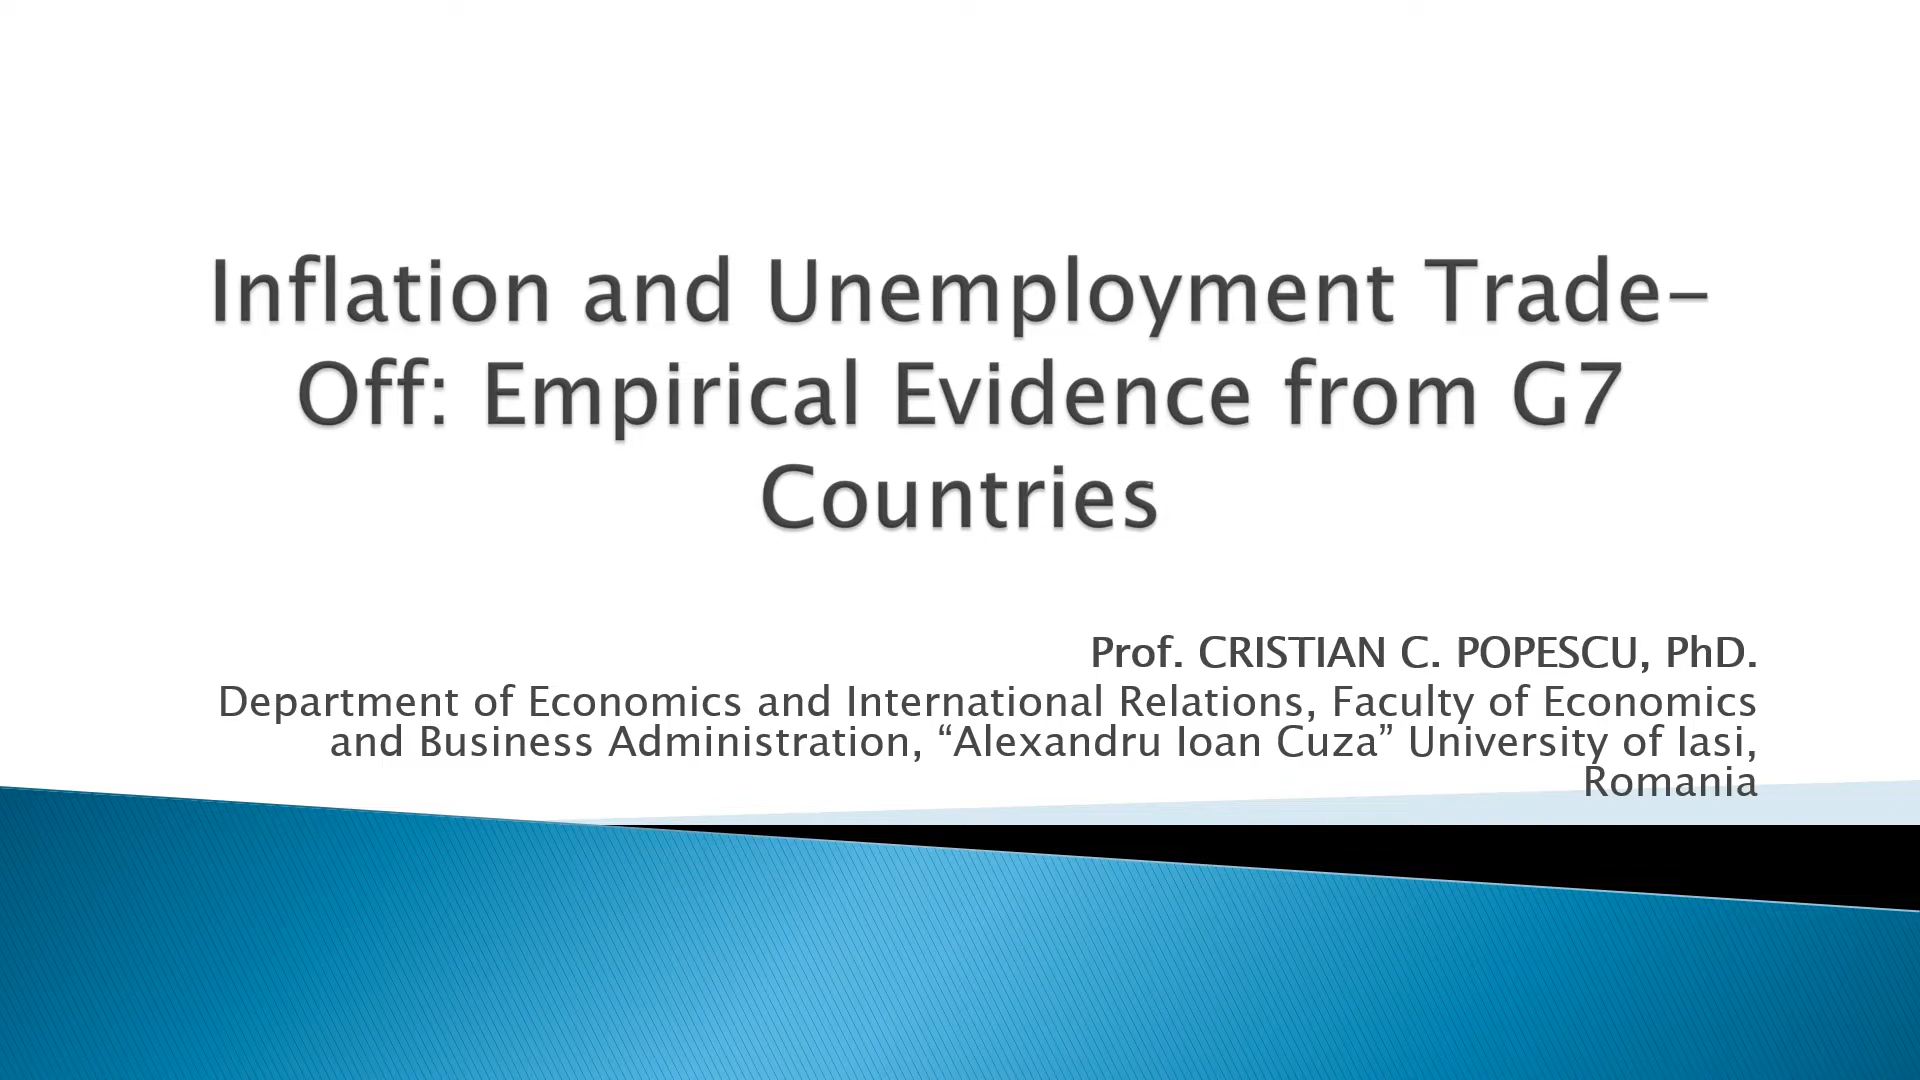 Inflation and Unemployment Trade-
Off: Empirical Evidence from G7
Countries
Prof. CRISTIAN C. POPESCU, PhD.
Department of Economics and International Relations, Faculty of Economics
and Business Administration, “Alexandru Ioan Cuza” University of Iasi,
Romania